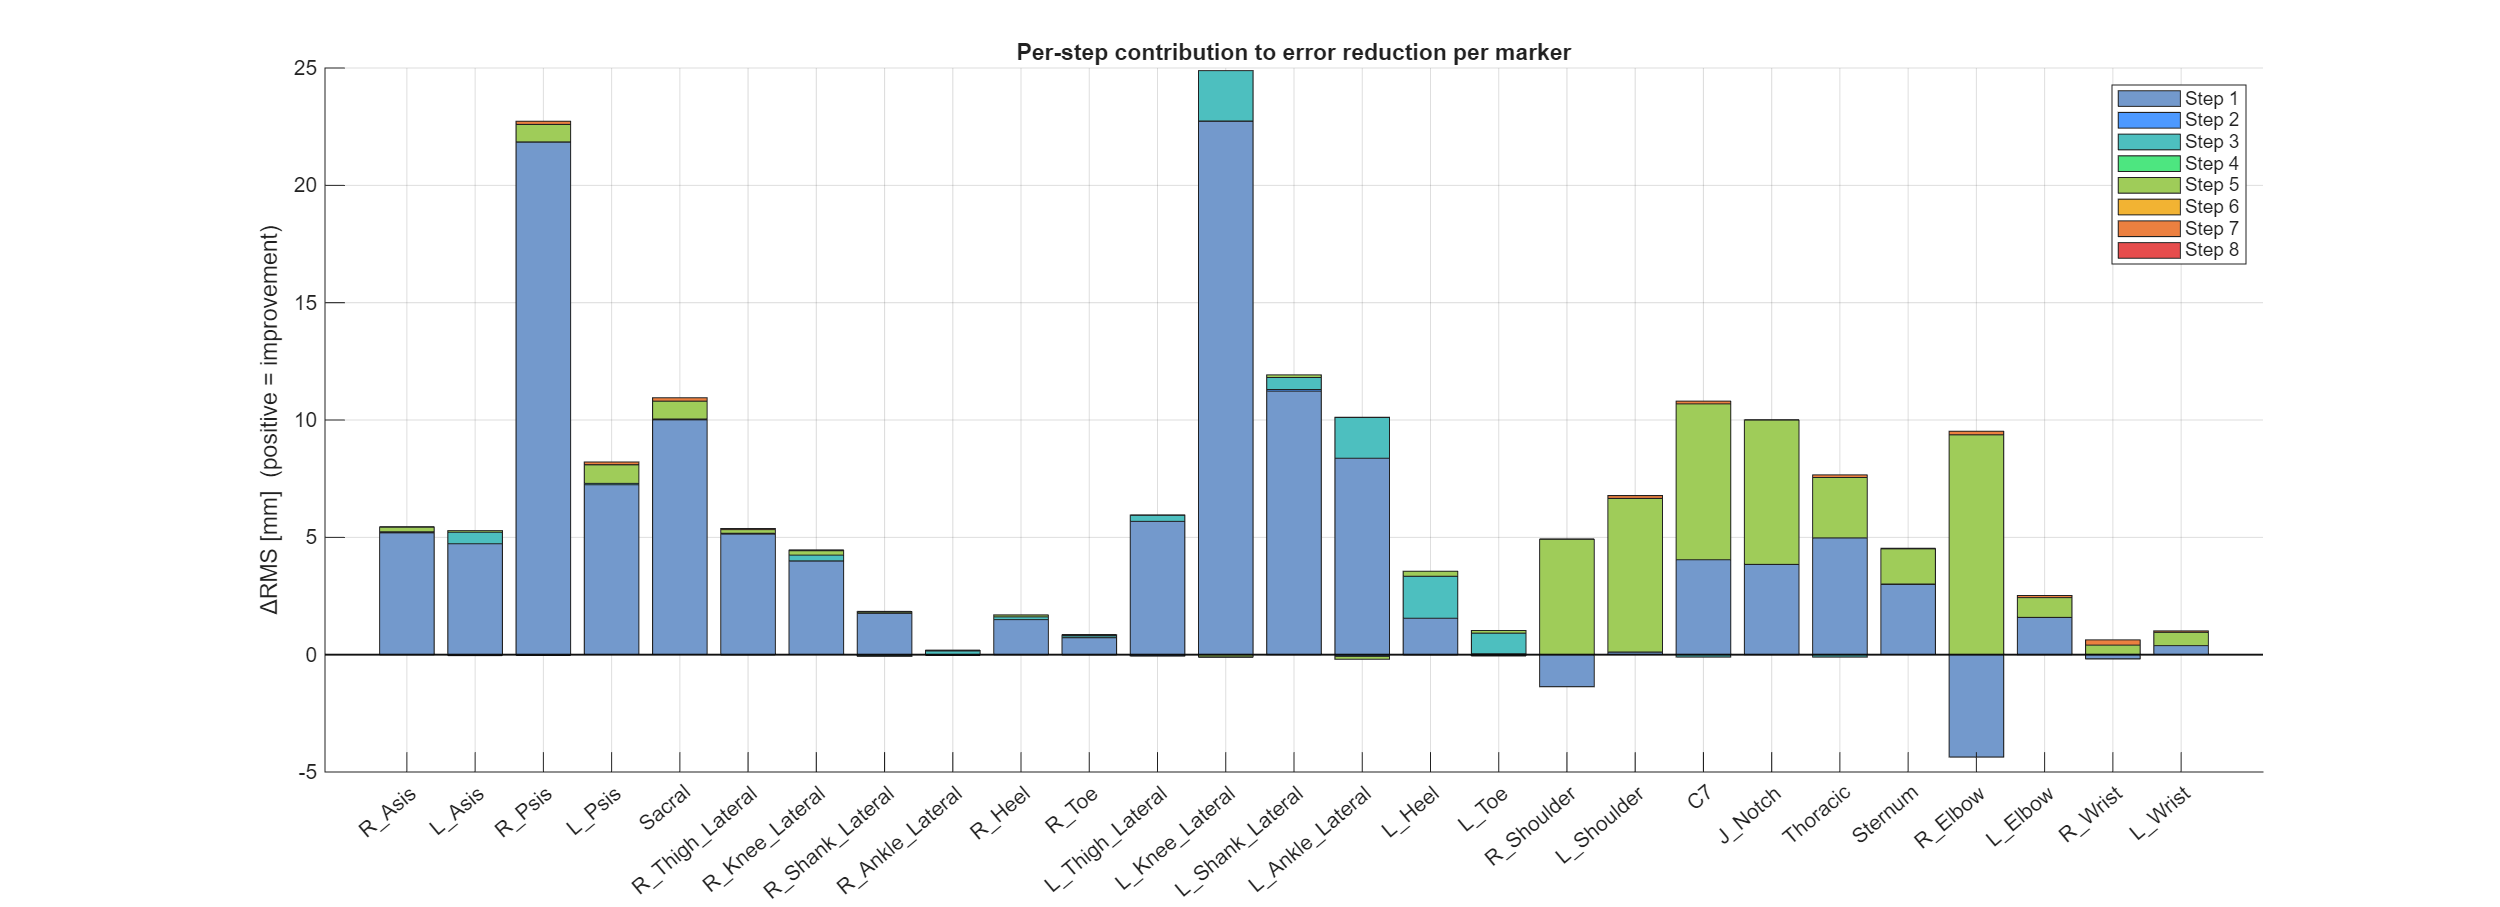 Per-step contribution to error reduction per marker
25
20
15
10
5
0
-5
ΔRMS [mm]  (positive = improvement)
Step 1
Step 2
Step 3
Step 4
Step 5
Step 6
Step 7
Step 8
R_Asis
L_Asis
R_Psis
L_Psis
Sacral
R_Thigh_Lateral
R_Knee_Lateral
R_Shank_Lateral
R_Ankle_Lateral
R_Heel
R_Toe
L_Thigh_Lateral
L_Knee_Lateral
L_Shank_Lateral
L_Ankle_Lateral
L_Heel
L_Toe
R_Shoulder
L_Shoulder
C7
J_Notch
Thoracic
Sternum
R_Elbow
L_Elbow
R_Wrist
L_Wrist